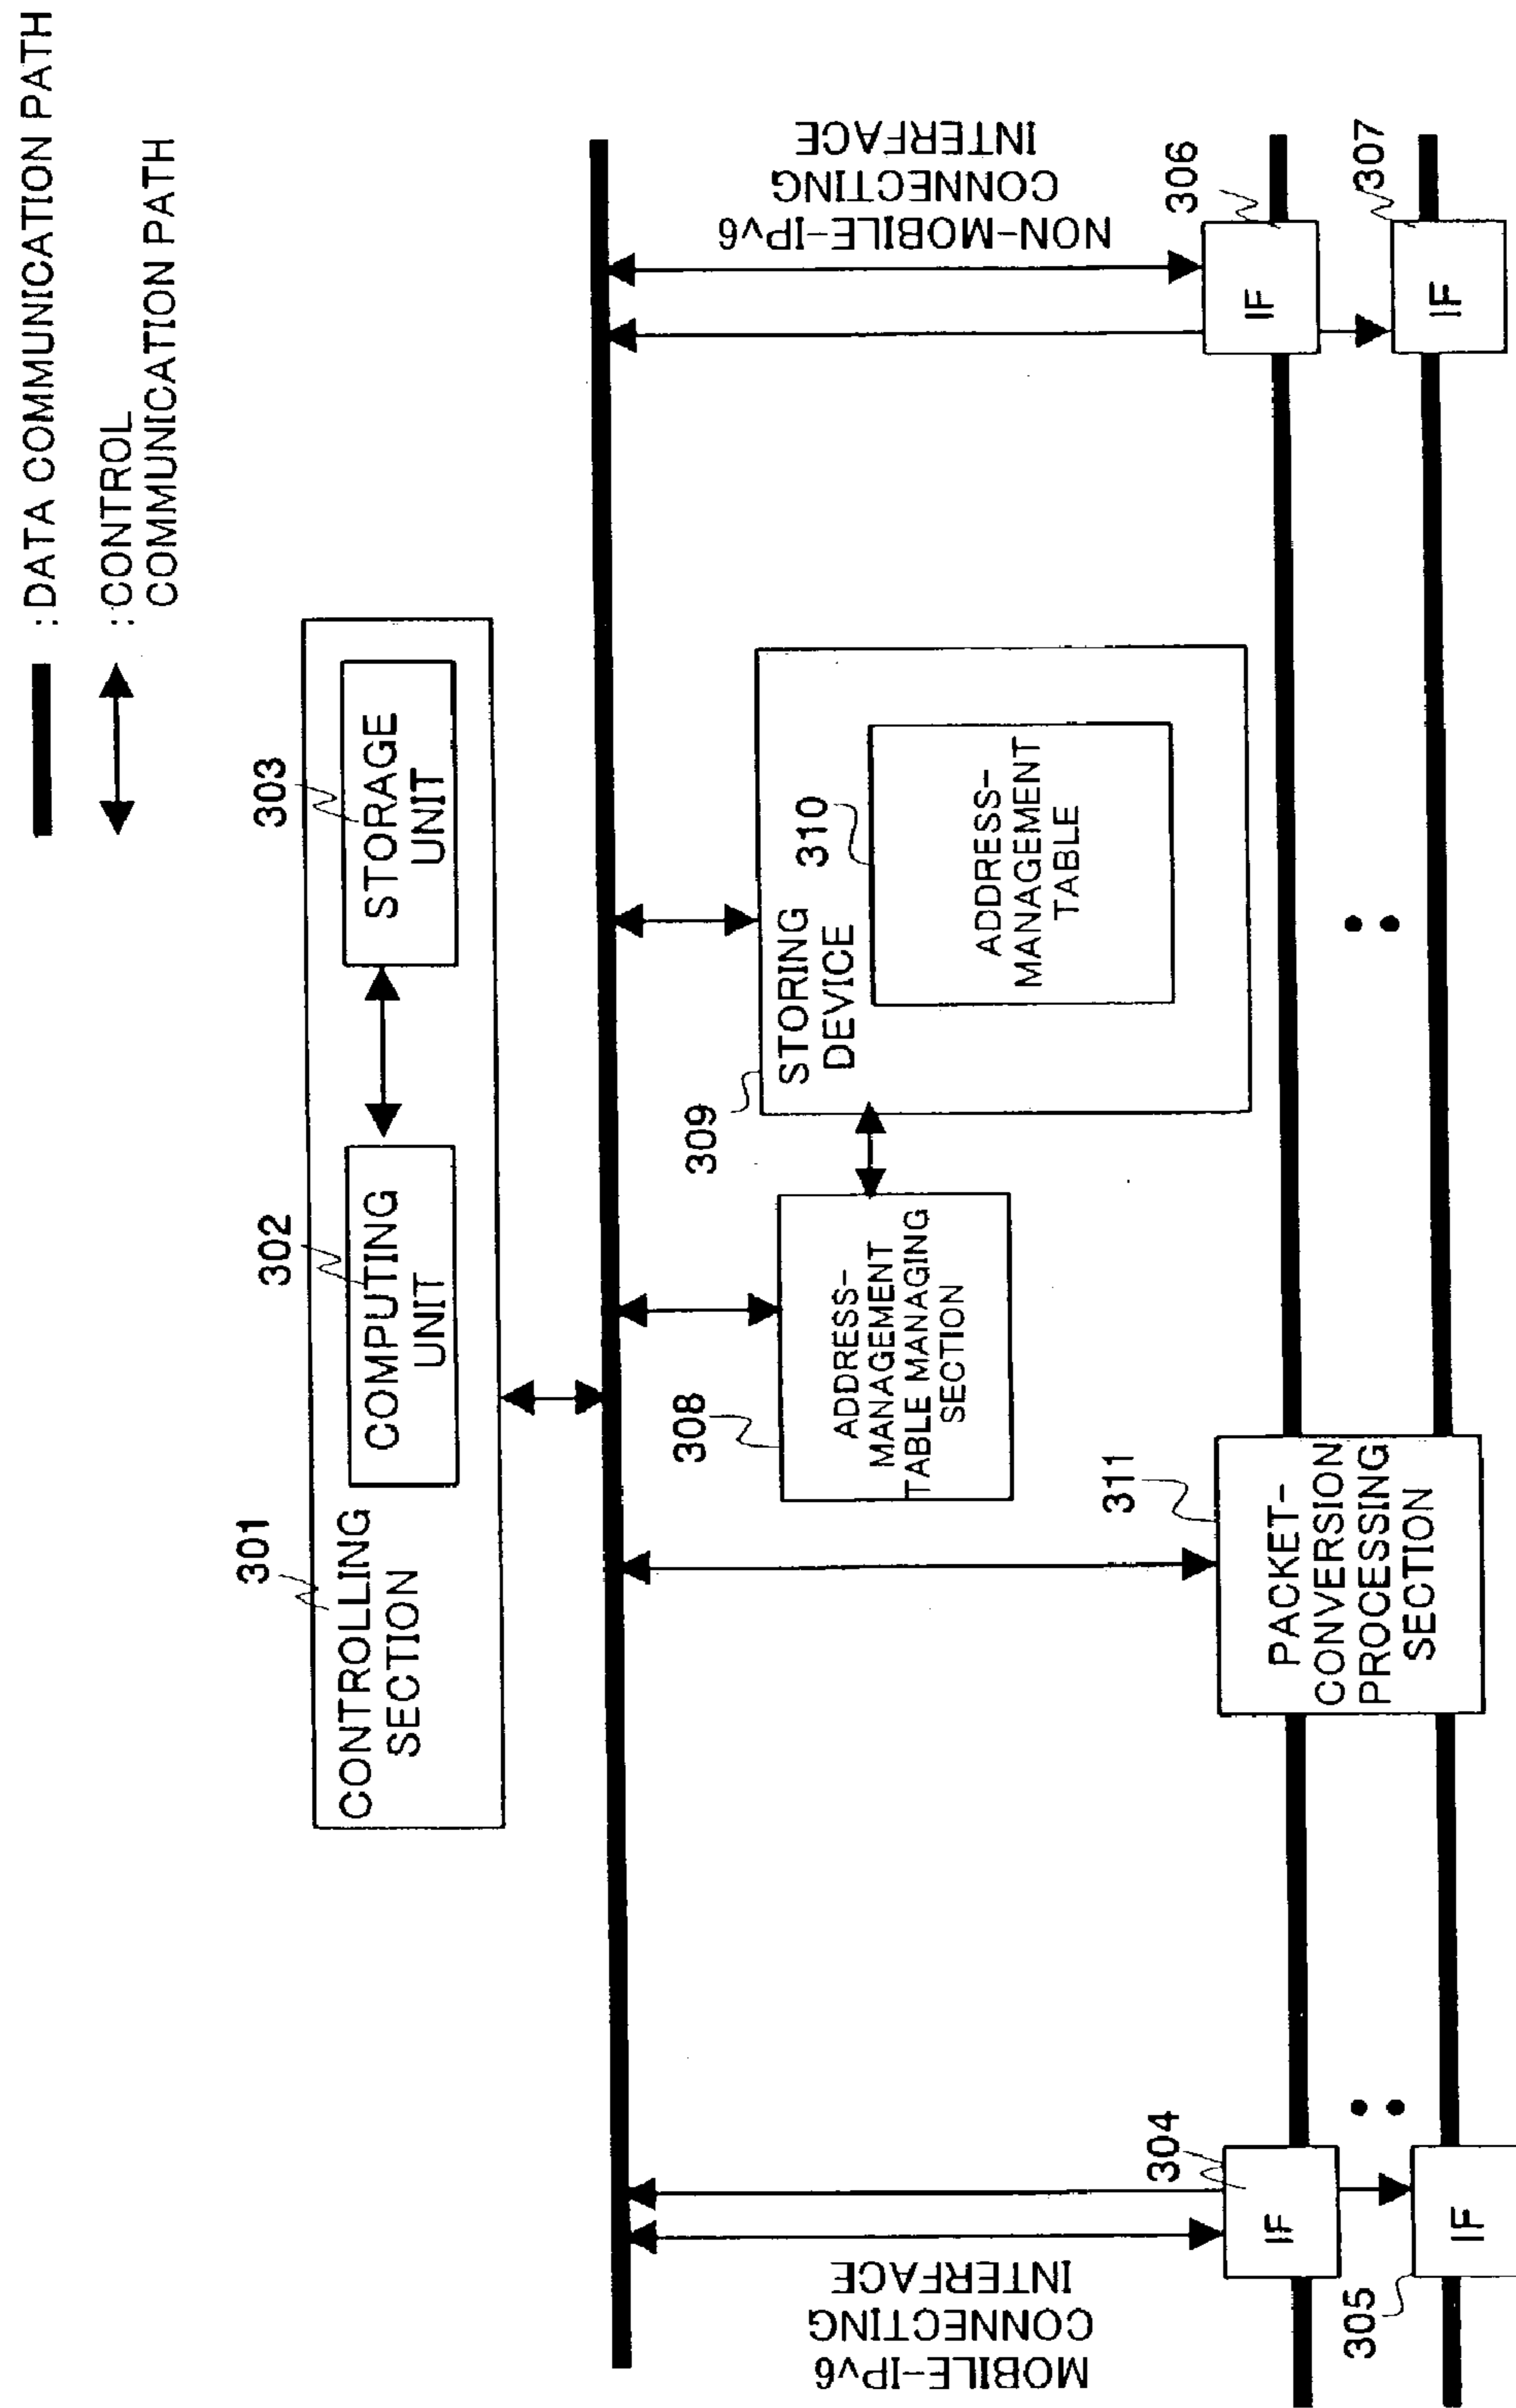 : DATA COMMUNICATION PATH
: CONTROL
COMMUNICATION PATH
301
CONTROLLING
SECTION
302
COMPUTING
UNIT
303
STORAGE
UNIT
308
ADDRESS-
MANAGEMENT
TABLE MANAGING
SECTION
309
STORING
DEVICE
310
ADDRESS-
MANAGEMENT
TABLE
311
PACKET-
CONVERSION
PROCESSING
SECTION
MOBILE-IPv6
CONNECTING
INTERFACE
304
IF
305
IF
NON-MOBILE-IPv6
CONNECTING
INTERFACE
306
IF
307
IF